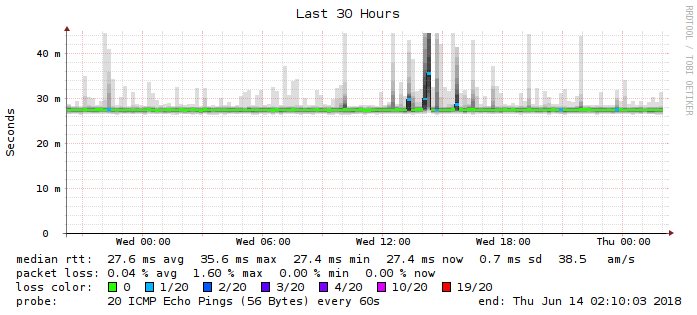 Last 30 Hours
RRDTOOL / TOBI OETIKER
Seconds
40 m
30 m
20 m
10 m
0
Wed 00:00 Wed 06:00 Wed 12:00 Wed 18:00 Thu 00:00
median rtt: 27.6 ms avg 35.6 ms max 27.4 ms min 27.4 ms now 0.7 ms sd 38.5 am/s
packet loss: 0.04 % avg 1.60 % max 0.00 % min 0.00 % now
loss color: 0 1/20 2/20 3/20 4/20 10/20 19/20
probe: 20 ICMP Echo Pings (56 Bytes) every 60s end: Thu Jun 14 02:10:03 2018